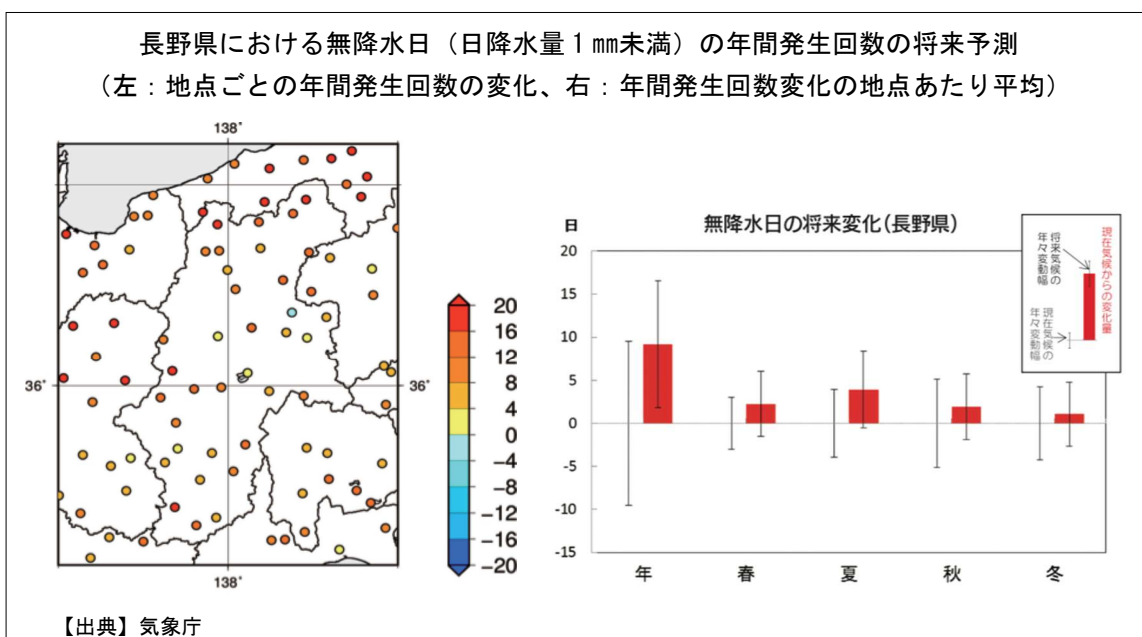 長野県における無降水日（日降水量１㎜未満）の年間発生回数の将来予測
（左：地点ごとの年間発生回数の変化、右：年間発生回数変化の地点あたり平均）
138ﾟ
36ﾟ
36ﾟ
138ﾟ
20
16
12
8
4
0
-4
-8
-12
-16
-20
日
無降水日の将来変化(長野県)
20
15
10
5
0
-5
-10
-15
年
春
夏
秋
冬
現在気候からの変化量
将来気候の
年々変動幅
現在気候の
年々変動幅
【出典】気象庁